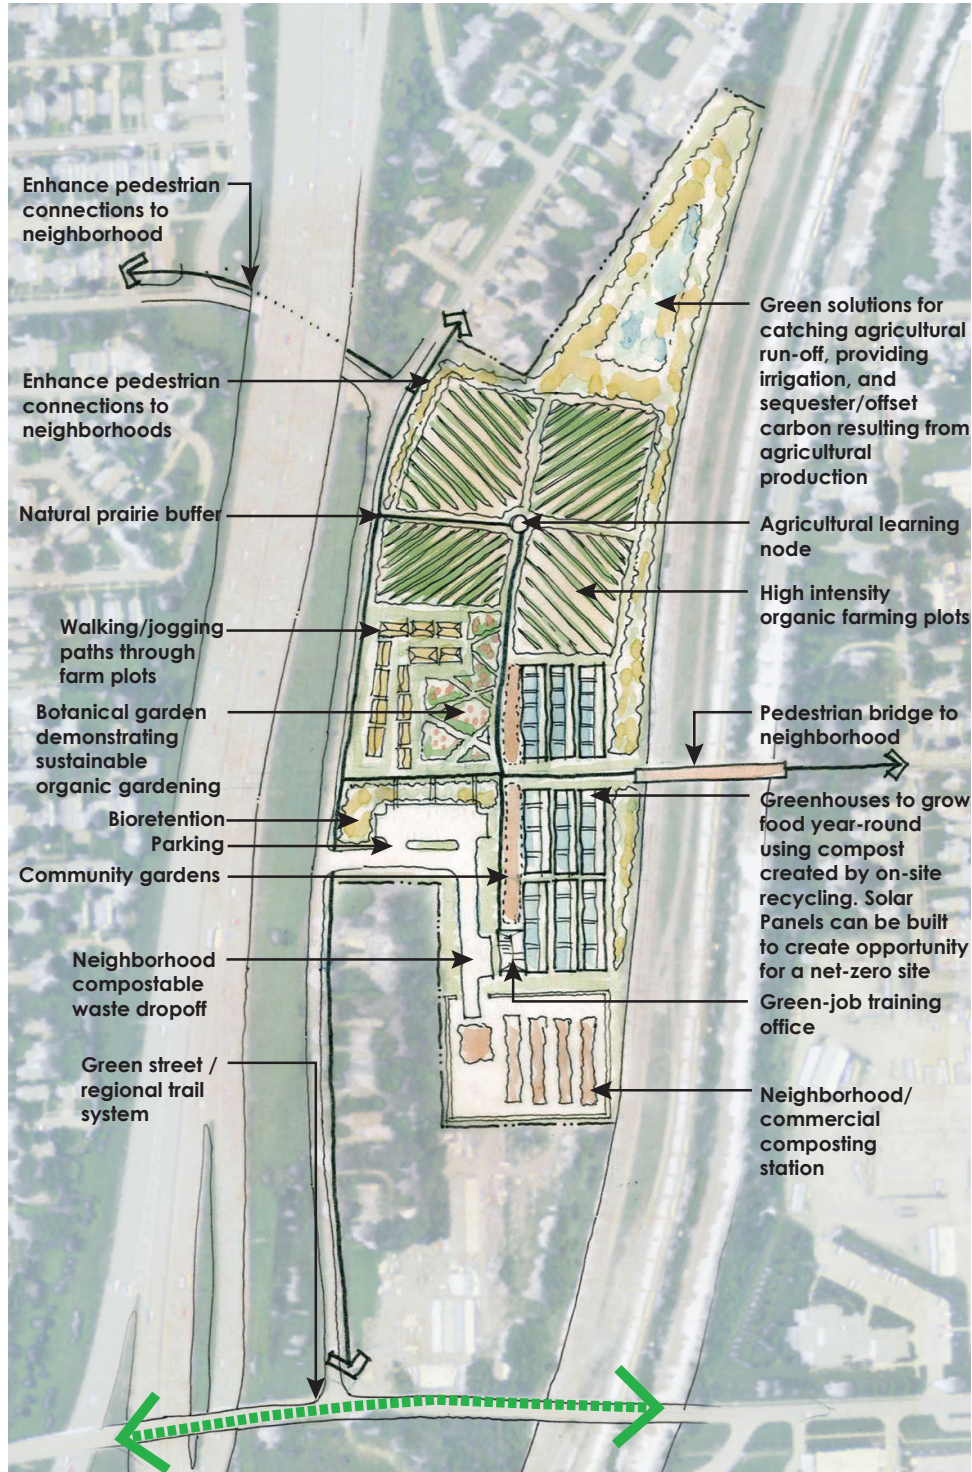 Enhance pedestrian
connections to
neighborhood
Enhance pedestrian
connections to
neighborhoods
Natural prairie buffer
Walking/jogging
paths through
farm plots
Botanical garden
demonstrating
sustainable
organic gardening
Bioretention
Parking
Community gardens
Neighborhood
compostable
waste dropoff
Green street /
regional trail
system
Green solutions for
catching agricultural
run-off, providing
irrigation, and
sequester/offset
carbon resulting from
agricultural
production
Agricultural learning
node
High intensity
organic farming plots
Pedestrian bridge to
neighborhood
Greenhouses to grow
food year-round
using compost
created by on-site
recycling. Solar
Panels can be built
to create opportunity
for a net-zero site
Green-job training
office
Neighborhood/
commercial
composting
station